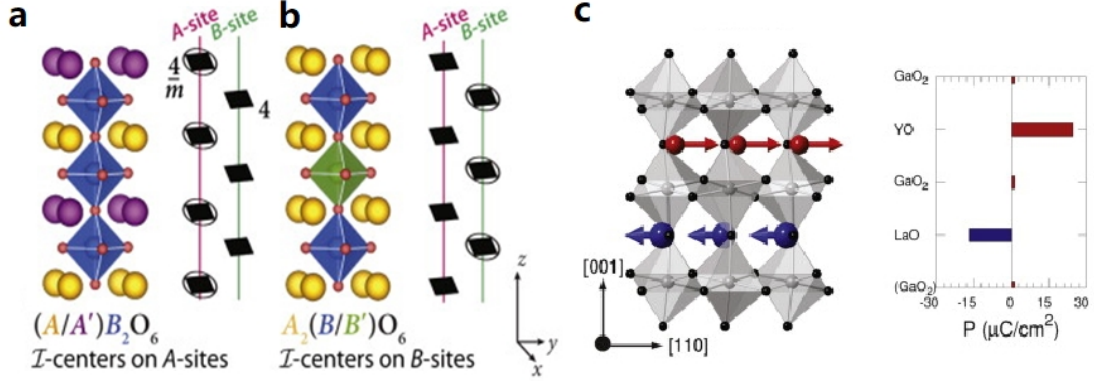 a
A-site B-site
4/m
4
(A/A′)B₂O₆
I-centers on A-sites
b
A-site B-site
A₂(B/B′)O₆
I-centers on B-sites
z
y
x
c
[001]
[110]
GaO₂
YO
GaO₂
LaO
(GaO₂)
-30 -15 0 15 30
P (μC/cm²)